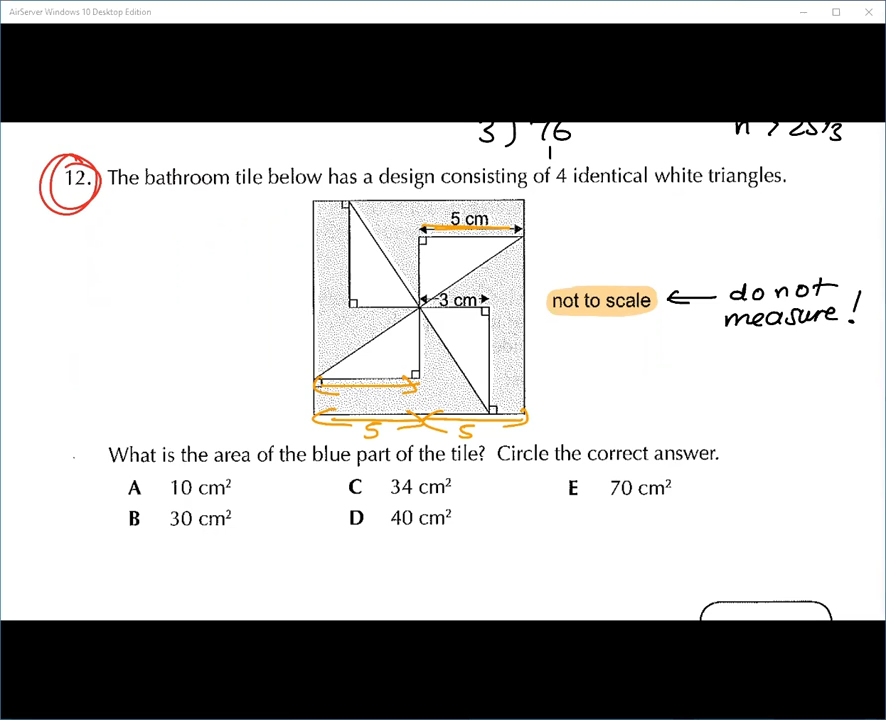 AirServer Windows 10 Desktop Edition
3 ) 76
12. The bathroom tile below has a design consisting of 4 identical white triangles.
5 cm
3 cm
not to scale ← do not
measure!
5 5
What is the area of the blue part of the tile? Circle the correct answer.
A 10 cm² C 34 cm² E 70 cm²
B 30 cm² D 40 cm²